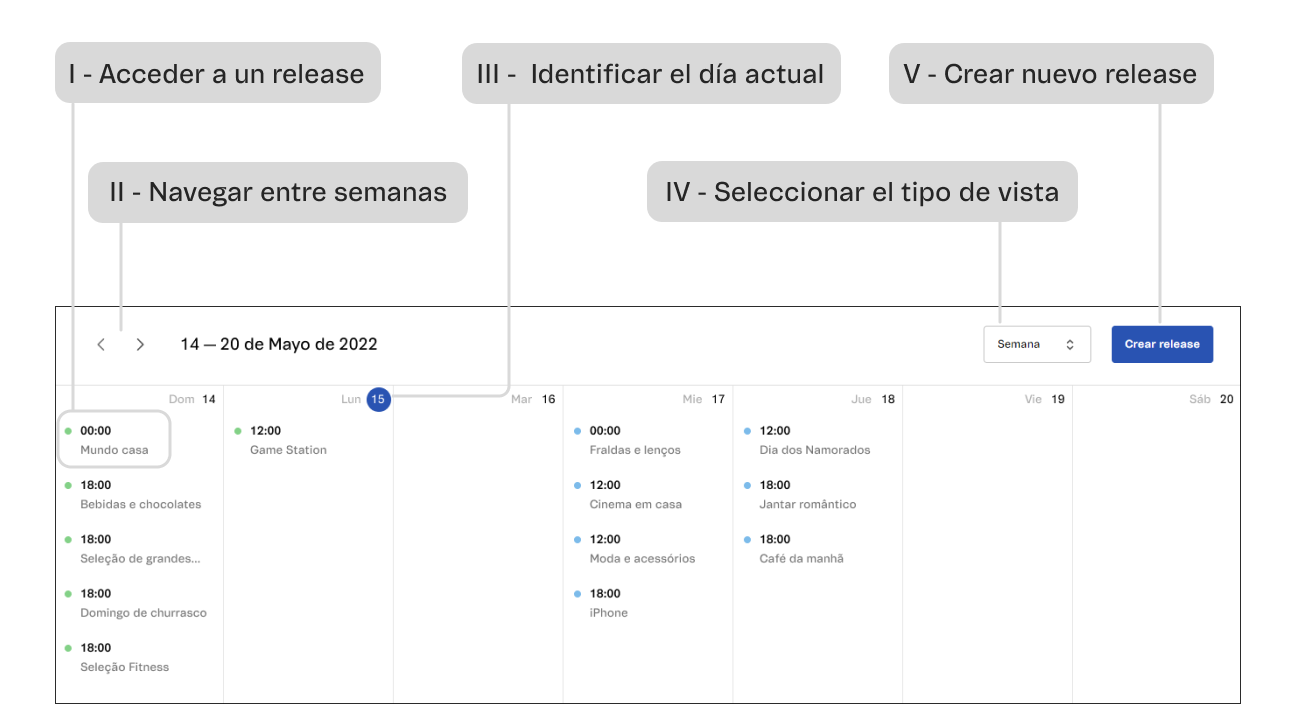 I - Acceder a un release
III -  Identificar el día actual
V - Crear nuevo release
II - Navegar entre semanas
IV - Seleccionar el tipo de vista
14 — 20 de Mayo de 2022
Semana
Crear release
Dom 14
Lun 15
Mar 16
Mie 17
Jue 18
Vie 19
Sáb 20
00:00
Mundo casa
18:00
Bebidas e chocolates
18:00
Seleção de grandes...
18:00
Domingo de churrasco
18:00
Seleção Fitness
12:00
Game Station
00:00
Fraldas e lenços
12:00
Cinema em casa
12:00
Moda e acessórios
18:00
iPhone
12:00
Dia dos Namorados
18:00
Jantar romântico
18:00
Café da manhã